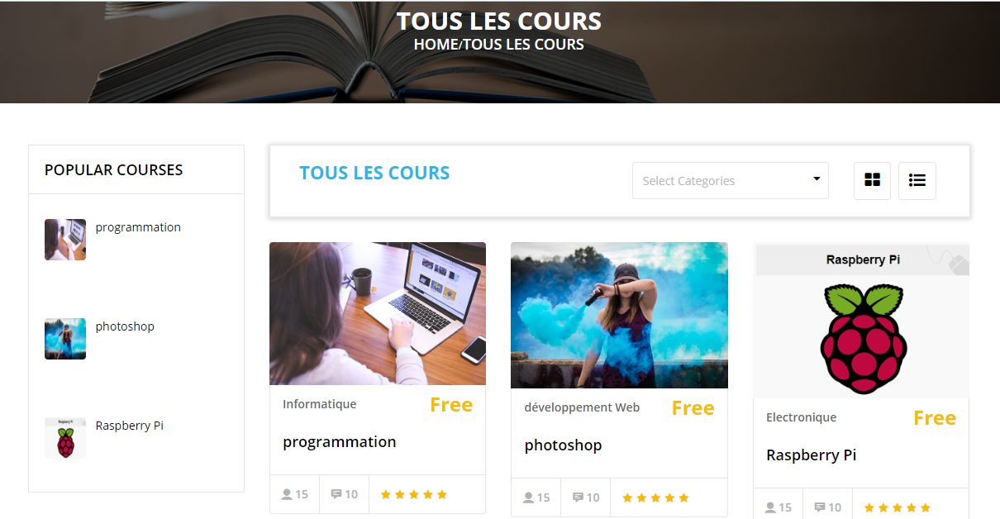 TOUS LES COURS
HOME/TOUS LES COURS
POPULAR COURSES
programmation
photoshop
Raspberry Pi
TOUS LES COURS
Select Categories
Informatique
Free
programmation
15
10
développement Web
Free
photoshop
15
10
Raspberry Pi
Electronique
Free
Raspberry Pi
15
10